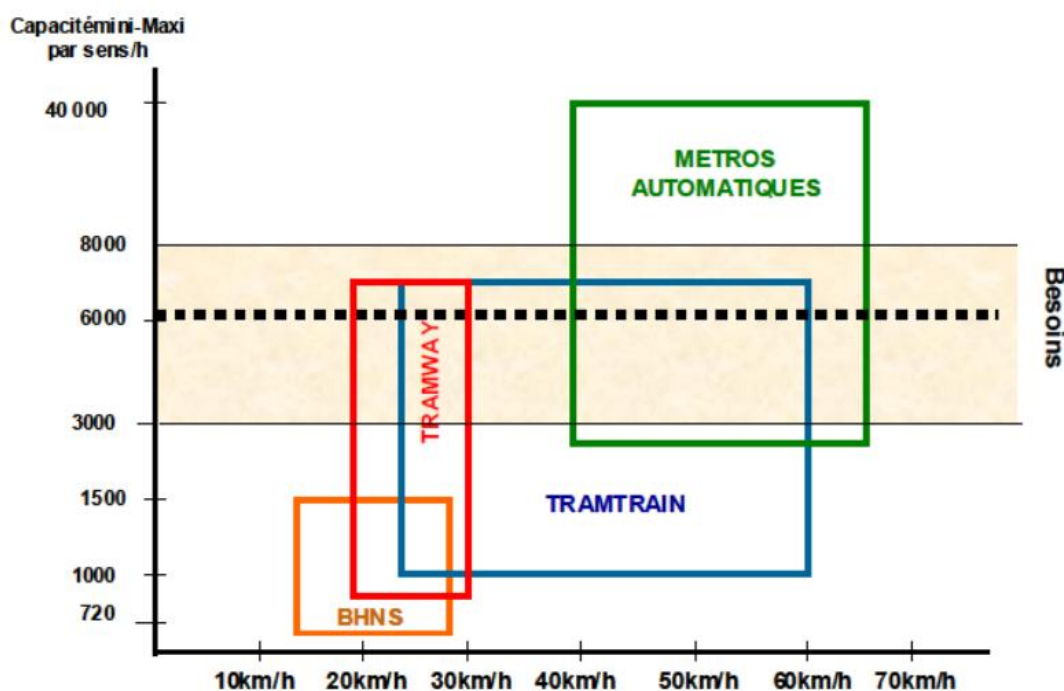 Capacitémini-Maxi
par sens/h
40 000
METROS
AUTOMATIQUES
8000
6000
3000
1500
1000
720
TRAMWAY
Besoins
TRAMTRAIN
BHNS
10km/h 20km/h 30km/h 40km/h 50km/h 60km/h 70km/h